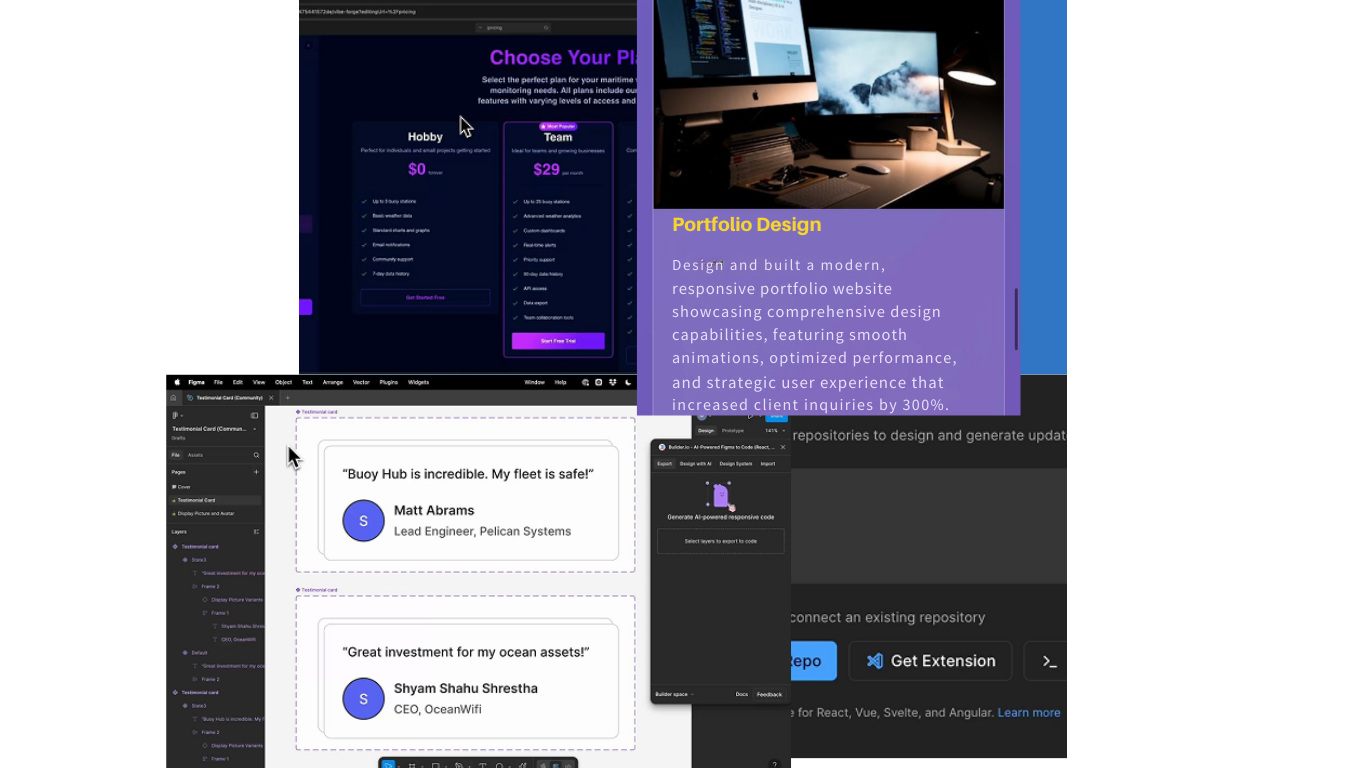 /pricing
Choose Your Pl
Select the perfect plan for your maritime
monitoring needs. All plans include our
features with varying levels of access and
Hobby
Perfect for individuals and small projects getting started
$0 forever
Up to 3 buoy stations
Basic weather data
Standard charts and graphs
Email notifications
Community support
7-day data history
Get Started Free
Most Popular
Team
Ideal for teams and growing businesses
$29 per month
Up to 25 buoy stations
Advanced weather analytics
Custom dashboards
Real-time alerts
Priority support
90-day data history
API access
Data export
Team collaboration tools
Start Free Trial
Portfolio Design
Design and built a modern,
responsive portfolio website
showcasing comprehensive design
capabilities, featuring smooth
animations, optimized performance,
and strategic user experience that
increased client inquiries by 300%.
Figma File Edit View Object Text Arrange Vector Plugins Widgets Window Help
Testimonial Card (Community)
Testimonial Card (Commun...
Drafts
File Assets
Pages
Cover
Testimonial Card
Display Picture and Avatar
Layers
Testimonial card
State3
"Great investment for my oce
Frame 2
Display Picture Variants
Frame 1
Shyam Shahu Shres
CEO, OceanWifi
Default
"Great investment for my oce
Frame 2
Testimonial card
State3
"Buoy Hub is incredible. My f
Frame 2
Display Picture Variants
Frame 1
Testimonial card
“Buoy Hub is incredible. My fleet is safe!”
S
Matt Abrams
Lead Engineer, Pelican Systems
Testimonial card
“Great investment for my ocean assets!”
S
Shyam Shahu Shrestha
CEO, OceanWifi
Design Prototype 141%
Builder.io - AI-Powered Figma to Code (React, ...
Export Design with AI Design System Import
Generate AI-powered responsive code
Select layers to export to code
Builder space Docs Feedback
repositories to design and generate updat
connect an existing repository
Repo
Get Extension
e for React, Vue, Svelte, and Angular. Learn more